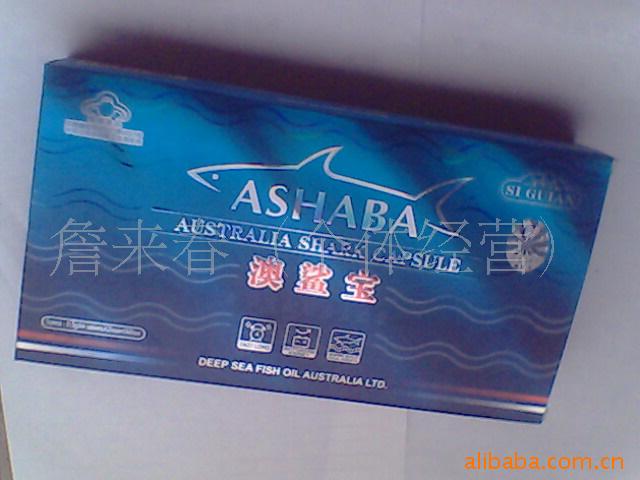 SI GUIAN
ASHABA
AUSTRALIA SHARK CAPSULE
詹来春（个体经营）
澳鲨宝
DEEP SEA FISH OIL AUSTRALIA LTD.
alibaba.com.cn